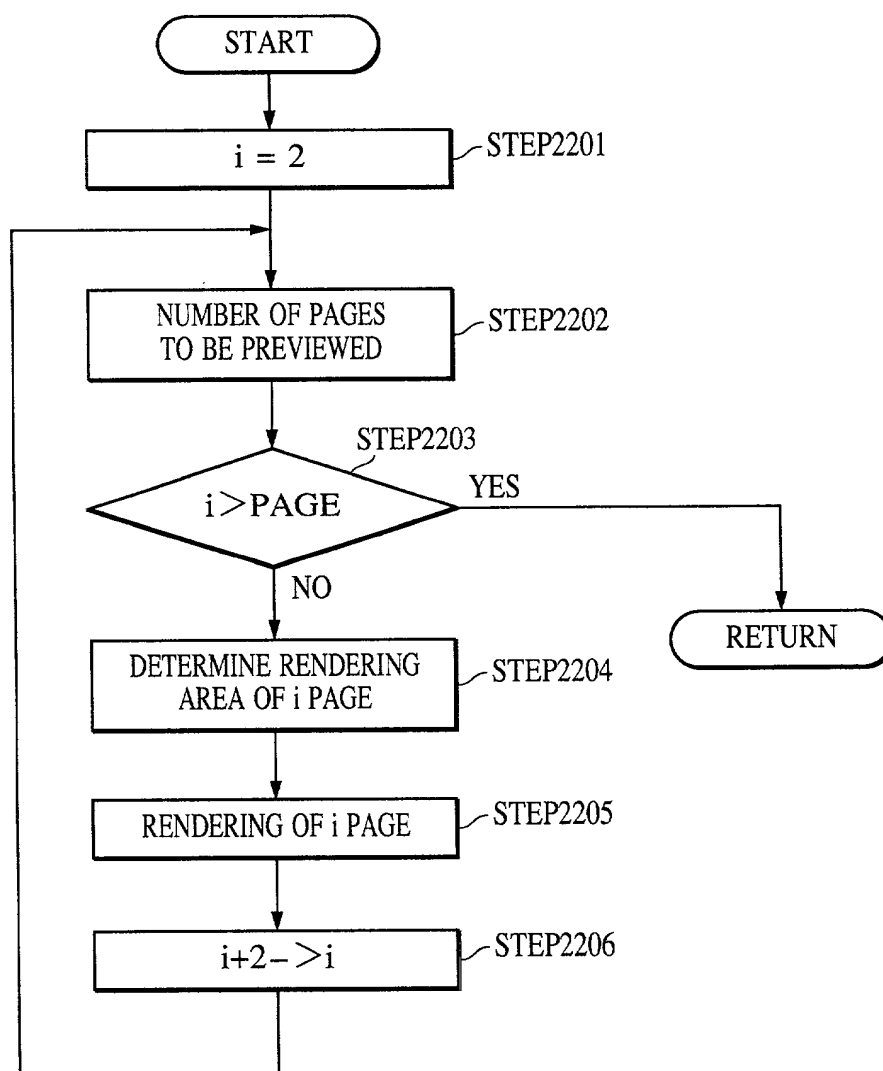 START
i = 2
STEP2201
NUMBER OF PAGES
TO BE PREVIEWED
STEP2202
STEP2203
i>PAGE
YES
NO
RETURN
DETERMINE RENDERING
AREA OF i PAGE
STEP2204
RENDERING OF i PAGE
STEP2205
i+2->i
STEP2206